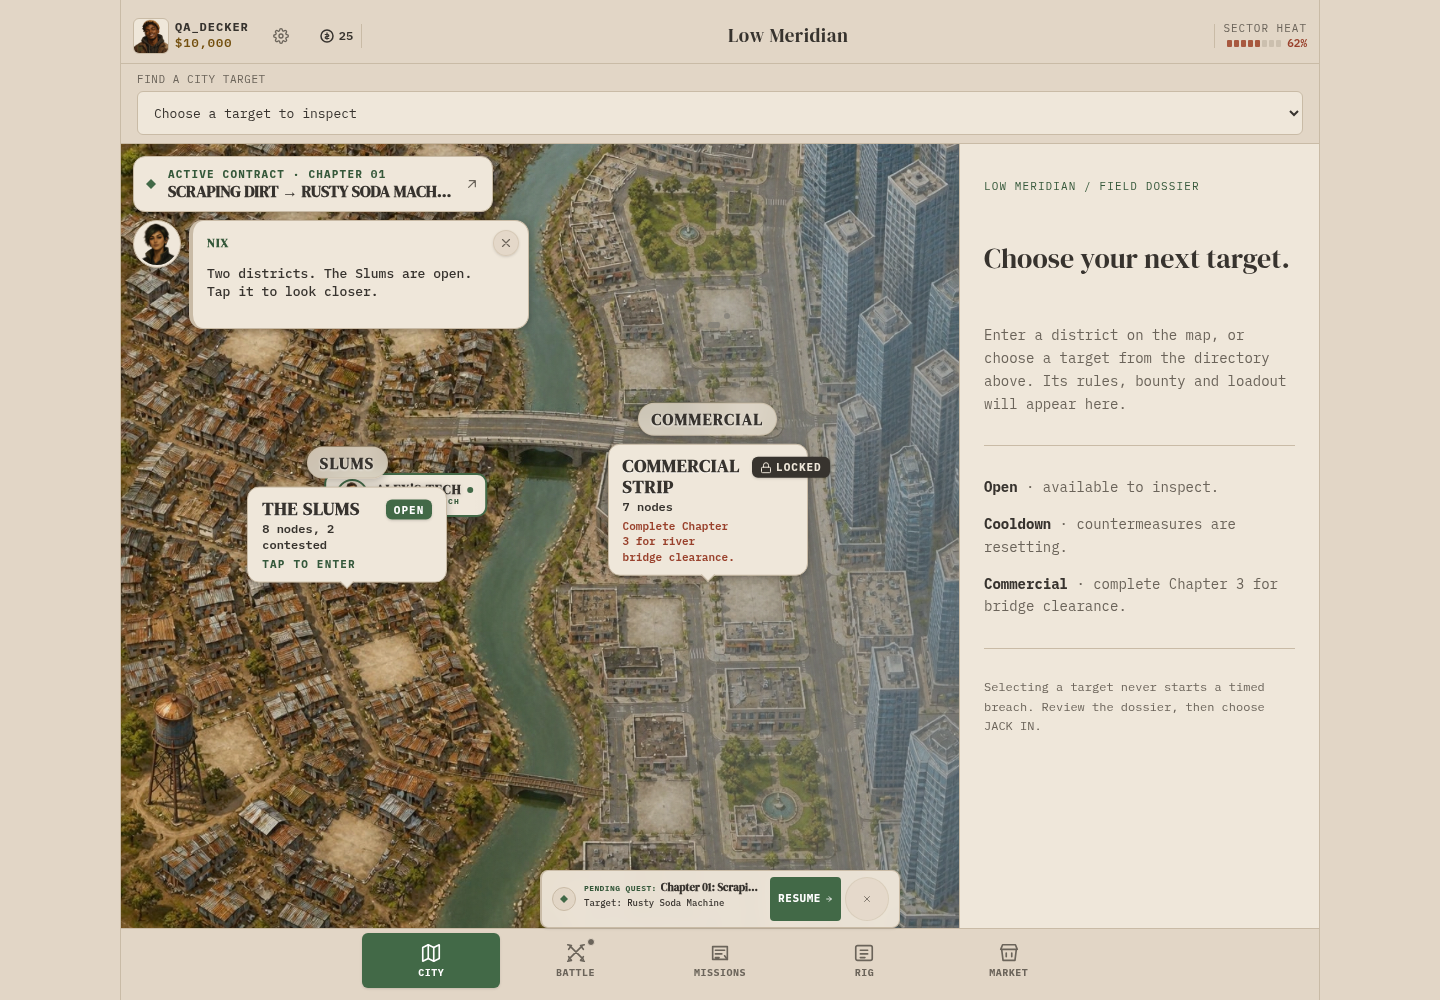 QA_DECKER
$10,000
25
Low Meridian
SECTOR HEAT
62%
FIND A CITY TARGET
Choose a target to inspect
ACTIVE CONTRACT · CHAPTER 01
SCRAPING DIRT → RUSTY SODA MACH...
NIX
Two districts. The Slums are open.
Tap it to look closer.
COMMERCIAL
SLUMS
COMMERCIAL
STRIP
LOCKED
7 nodes
Complete Chapter
3 for river
bridge clearance.
THE SLUMS
OPEN
8 nodes, 2
contested
TAP TO ENTER
PENDING QUEST: Chapter 01: Scrapi...
Target: Rusty Soda Machine
RESUME →
LOW MERIDIAN / FIELD DOSSIER
Choose your next target.
Enter a district on the map, or
choose a target from the directory
above. Its rules, bounty and loadout
will appear here.
Open · available to inspect.
Cooldown · countermeasures are
resetting.
Commercial · complete Chapter 3 for
bridge clearance.
Selecting a target never starts a timed
breach. Review the dossier, then choose
JACK IN.
CITY
BATTLE
MISSIONS
RIG
MARKET